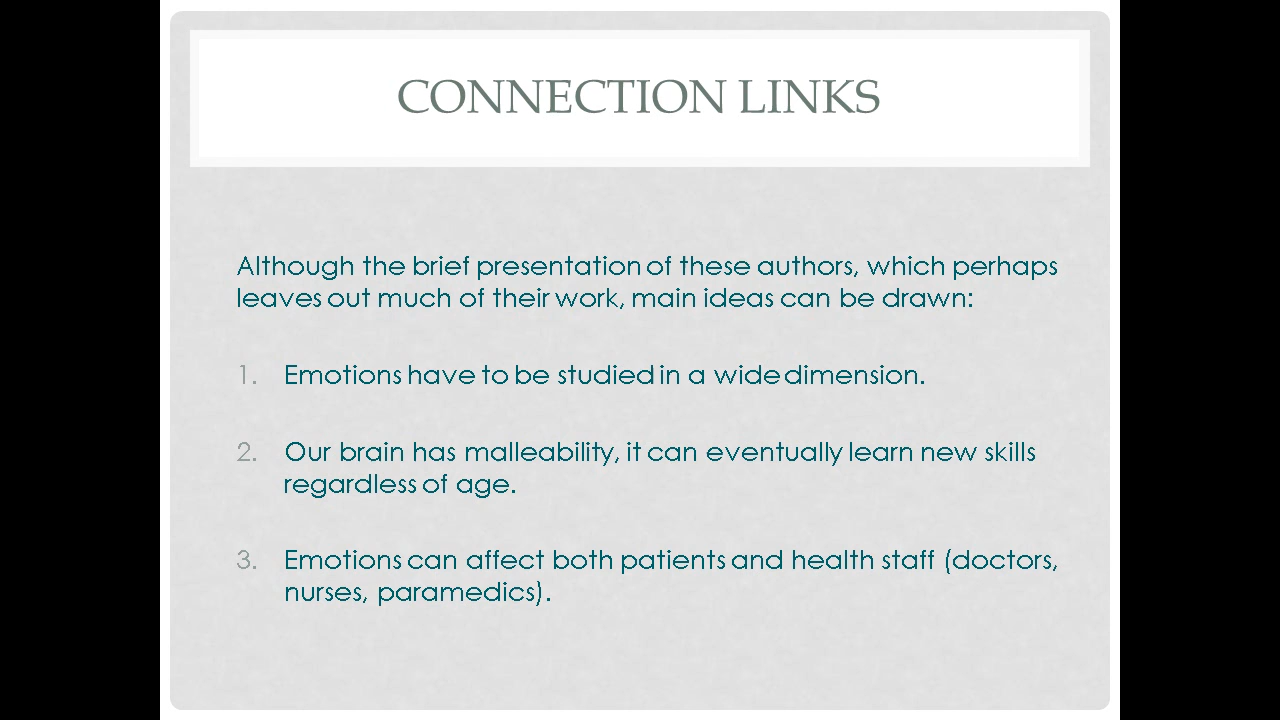 CONNECTION LINKS
Although the brief presentation of these authors, which perhaps
leaves out much of their work, main ideas can be drawn:
1. Emotions have to be studied in a wide dimension.
2. Our brain has malleability, it can eventually learn new skills
regardless of age.
3. Emotions can affect both patients and health staff (doctors,
nurses, paramedics).